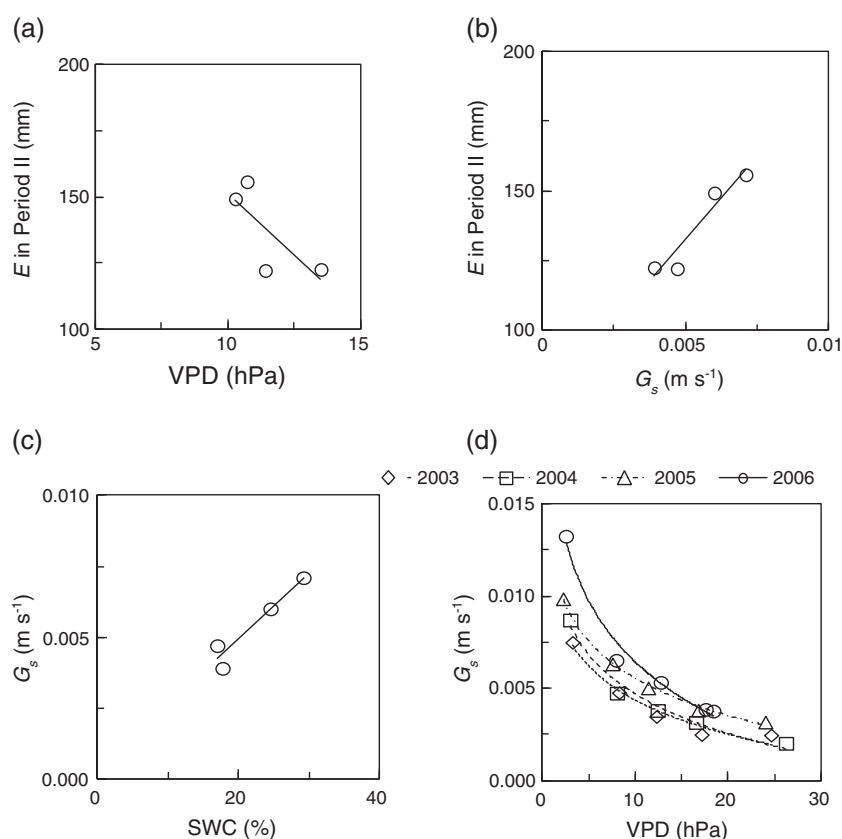 (a)
200
150
100
E in Period II (mm)
5 10 15
VPD (hPa)
(b)
200
150
100
E in Period II (mm)
0 0.005 0.01
Gs (m s-1)
(c)
0.010
0.005
0.000
Gs (m s-1)
0 20 40
SWC (%)
(d)
2003 2004 2005 2006
0.015
0.010
0.005
0.000
Gs (m s-1)
0 10 20 30
VPD (hPa)